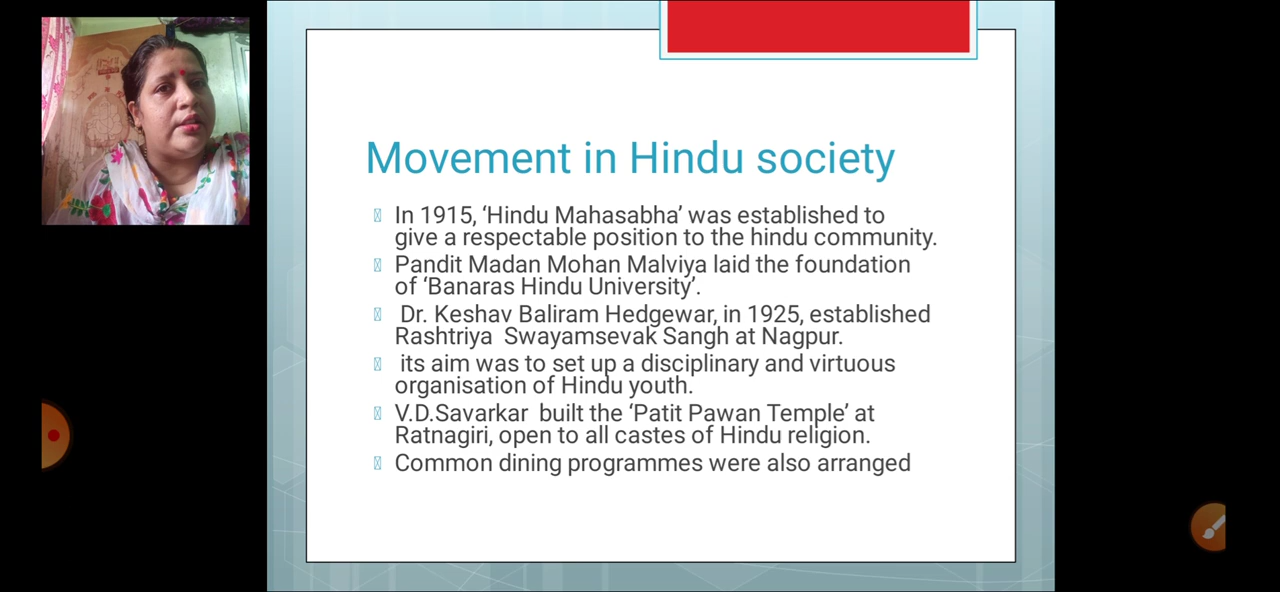 Movement in Hindu society
In 1915, ‘Hindu Mahasabha’ was established to
give a respectable position to the hindu community.
Pandit Madan Mohan Malviya laid the foundation
of ‘Banaras Hindu University’.
Dr. Keshav Baliram Hedgewar, in 1925, established
Rashtriya  Swayamsevak Sangh at Nagpur.
its aim was to set up a disciplinary and virtuous
organisation of Hindu youth.
V.D.Savarkar  built the ‘Patit Pawan Temple’ at
Ratnagiri, open to all castes of Hindu religion.
Common dining programmes were also arranged